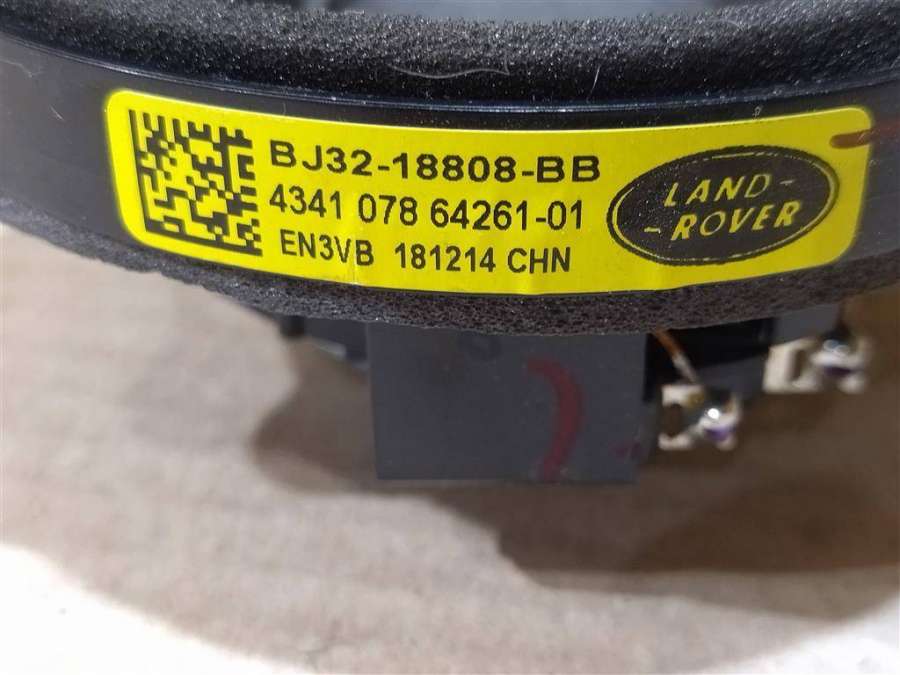 BJ32-18808-BB
4341 078 64261-01
EN3VB 181214 CHN
LAND-
-ROVER